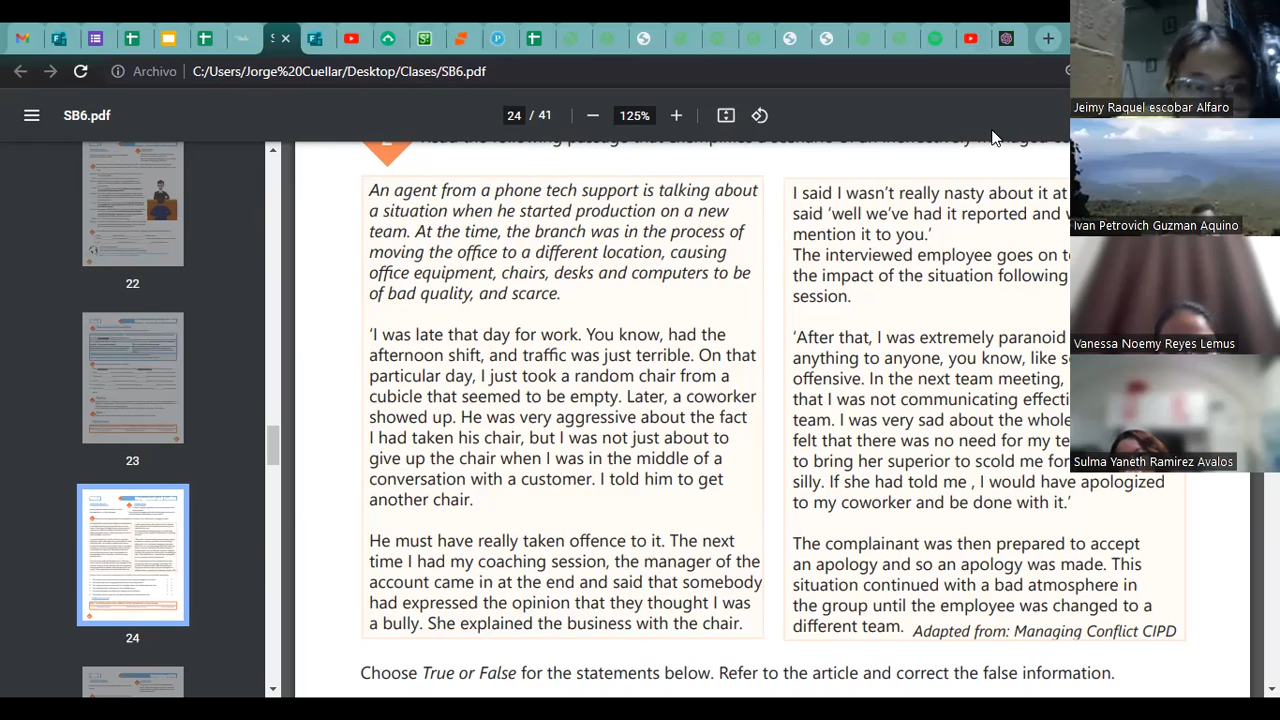 Archivo
C:/Users/Jorge%20Cuellar/Desktop/Clases/SB6.pdf
SB6.pdf
24 / 41
125%
22
23
24
An agent from a phone tech support is talking about
a situation when he started production on a new
team. At the time, the branch was in the process of
moving the office to a different location, causing
office equipment, chairs, desks and computers to be
of bad quality, and scarce.
'I was late that day for work. You know, had the
afternoon shift, and traffic was just terrible. On that
particular day, I just took a random chair from a
cubicle that seemed to be empty. Later, a coworker
showed up. He was very aggressive about the fact
I had taken his chair, but I was not just about to
give up the chair when I was in the middle of a
conversation with a customer. I told him to get
another chair.
He must have really taken offence to it. The next
time I had my coaching session, the manager of the
account came in at the end. I said that somebody
had expressed the opinion that they thought I was
a bully. She explained the business with the chair.
I said I wasn't really nasty about it at
said 'well we've had it reported and
mention it to you.'
The interviewed employee goes on
the impact of the situation following
session.
'After that, I was extremely paranoid
anything to anyone, you know, like
offensive. In the next team meeting,
that I was not communicating
team. I was very sad about the whole
felt that there was no need for my
to bring her superior to scold me for
silly. If she had told me , I would have apologized
to my coworker and be done with it.'
The complainant was then prepared to accept
an apology and so an apology was made. This
situation continued with a bad atmosphere in
the group until the employee was changed to a
different team. Adapted from: Managing Conflict CIPD
Choose True or False for the statements below. Refer to the article and correct the false information.
Jeimy Raquel escobar Alfaro
Ivan Petrovich Guzman Aquino
Vanessa Noemy Reyes Lemus
Sulma Yaneth Ramirez Avalos